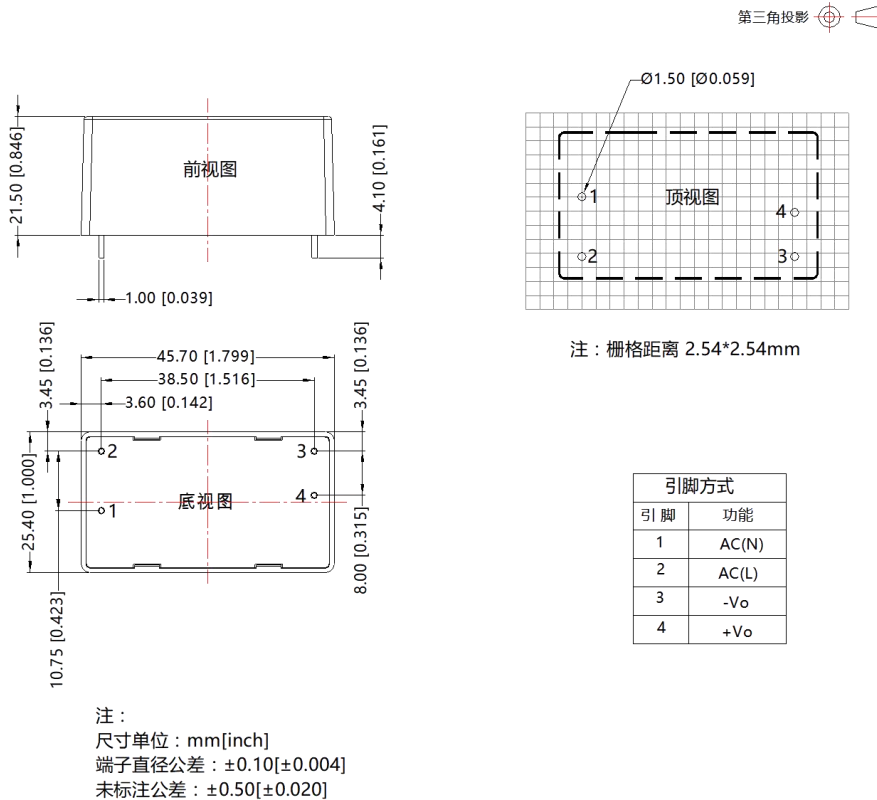 第三角投影
Ø1.50 [Ø0.059]
21.50 [0.846]
前视图
4.10 [0.161]
1.00 [0.039]
1
顶视图
4
2
3
注：栅格距离 2.54*2.54mm
3.45 [0.136]
45.70 [1.799]
38.50 [1.516]
3.60 [0.142]
3.45 [0.136]
25.40 [1.000]
2
3
底视图
4
1
8.00 [0.315]
10.75 [0.423]
引脚方式
引 脚 功能
1 AC(N)
2 AC(L)
3 -Vo
4 +Vo
注：
尺寸单位：mm[inch]
端子直径公差：±0.10[±0.004]
未标注公差：±0.50[±0.020]